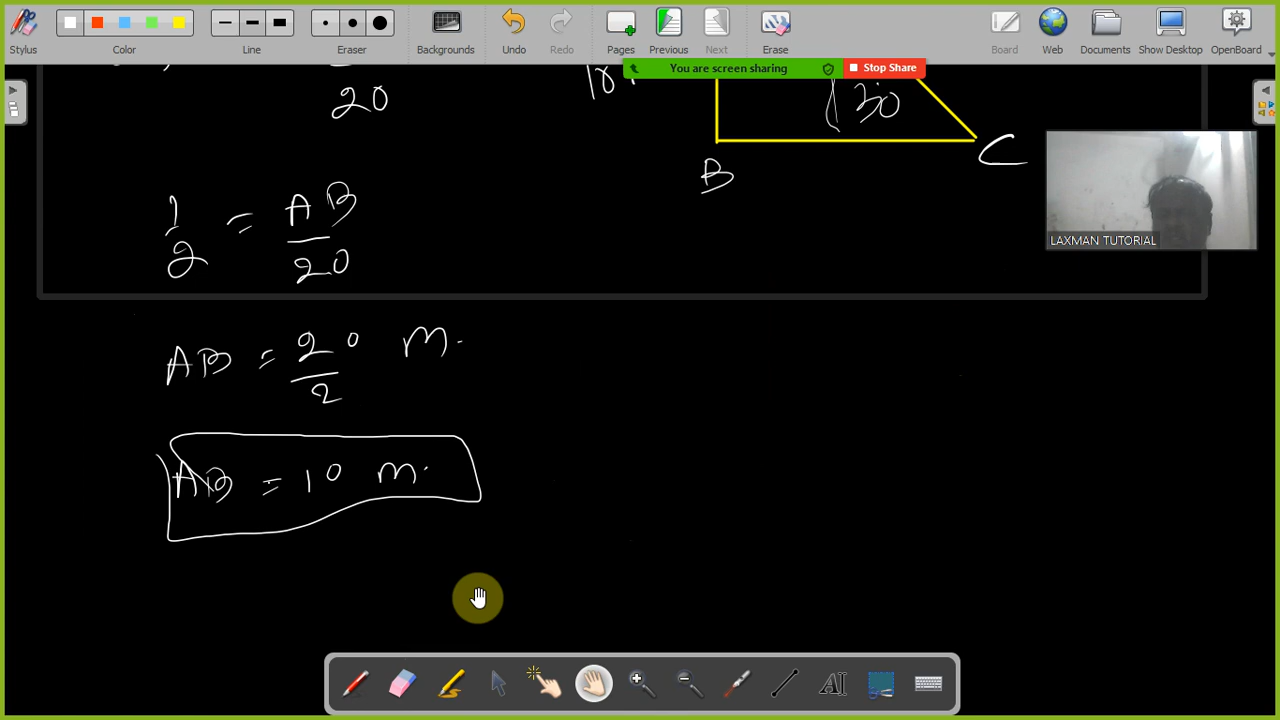 Stylus Color Line Eraser Backgrounds Undo Redo Pages Previous Next Erase Board Web Documents Show Desktop OpenBoard
You are screen sharing Stop Share
20
30
B
C
LAXMAN TUTORIAL
1/2 = AB/20
AB = 20/2 m.
AB = 10 m.